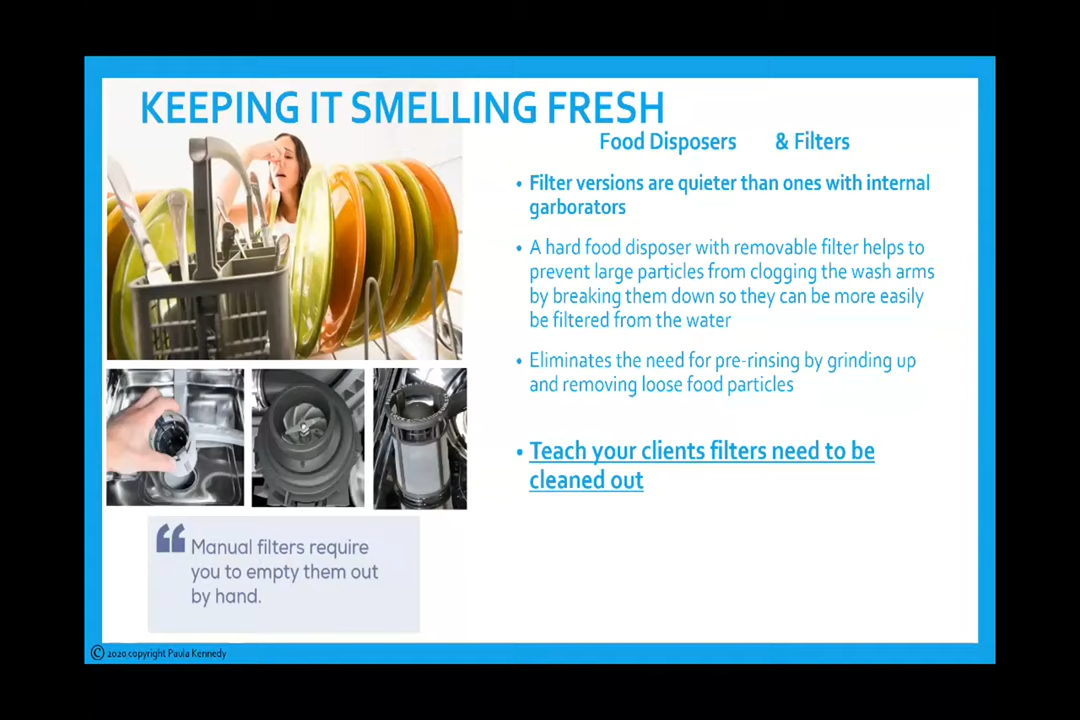 KEEPING IT SMELLING FRESH
Food Disposers & Filters
• Filter versions are quieter than ones with internal
garborators
• A hard food disposer with removable filter helps to
prevent large particles from clogging the wash arms
by breaking them down so they can be more easily
be filtered from the water
• Eliminates the need for pre-rinsing by grinding up
and removing loose food particles
• Teach your clients filters need to be
cleaned out
“ Manual filters require
you to empty them out
by hand.
© 2020 copyright Paula Kennedy